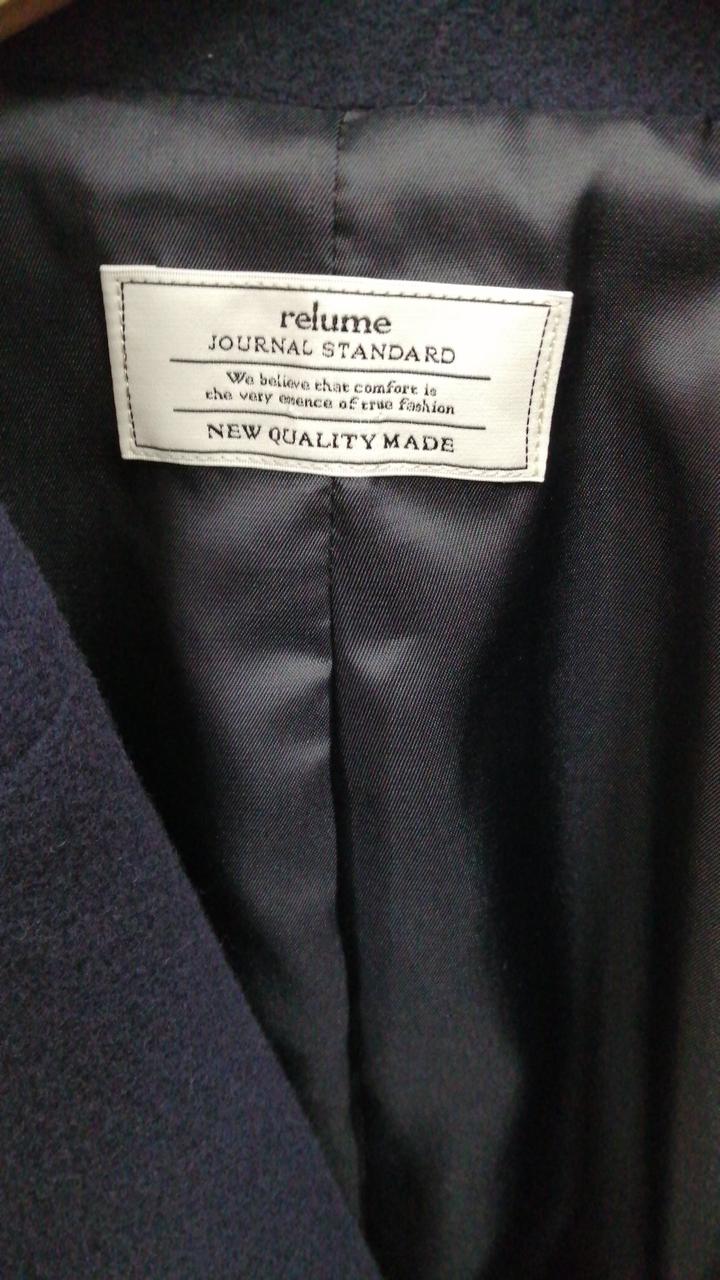 relume
JOURNAL STANDARD
We believe that comfort is
the very essence of true fashion
NEW QUALITY MADE